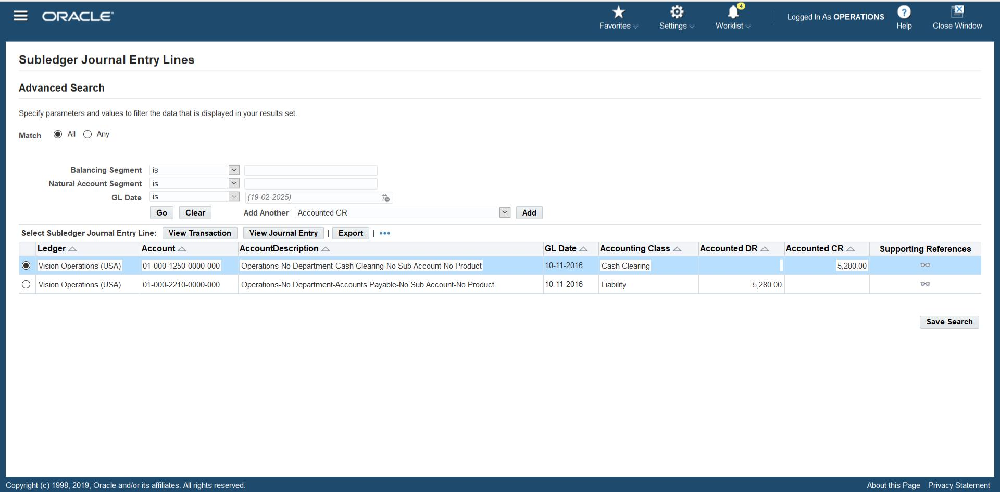 ORACLE
Favorites
Settings
4
Worklist
Logged In As OPERATIONS
?
Help
Close Window
Subledger Journal Entry Lines
Advanced Search
Specify parameters and values to filter the data that is displayed in your results set.
Match All Any
Balancing Segment is
Natural Account Segment is
GL Date is (19-02-2025)
Go Clear Add Another Accounted CR Add
Select Subledger Journal Entry Line: View Transaction View Journal Entry | Export | •••
Ledger Account AccountDescription GL Date Accounting Class Accounted DR Accounted CR Supporting References
Vision Operations (USA) 01-000-1250-0000-000 Operations-No Department-Cash Clearing-No Sub Account-No Product 10-11-2016 Cash Clearing 5,280.00
Vision Operations (USA) 01-000-2210-0000-000 Operations-No Department-Accounts Payable-No Sub Account-No Product 10-11-2016 Liability 5,280.00
Save Search
Copyright (c) 1998, 2019, Oracle and/or its affiliates. All rights reserved. About this Page Privacy Statement